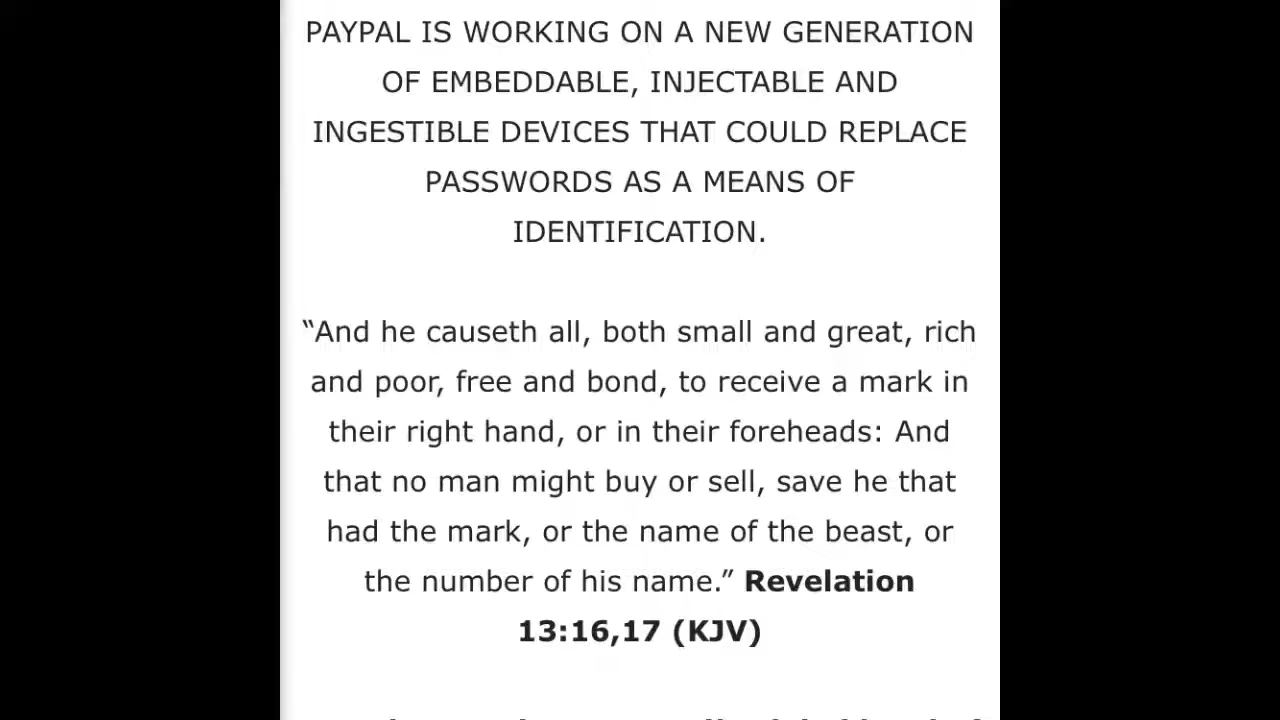 PAYPAL IS WORKING ON A NEW GENERATION
OF EMBEDDABLE, INJECTABLE AND
INGESTIBLE DEVICES THAT COULD REPLACE
PASSWORDS AS A MEANS OF
IDENTIFICATION.
“And he causeth all, both small and great, rich
and poor, free and bond, to receive a mark in
their right hand, or in their foreheads: And
that no man might buy or sell, save he that
had the mark, or the name of the beast, or
the number of his name.” Revelation
13:16,17 (KJV)